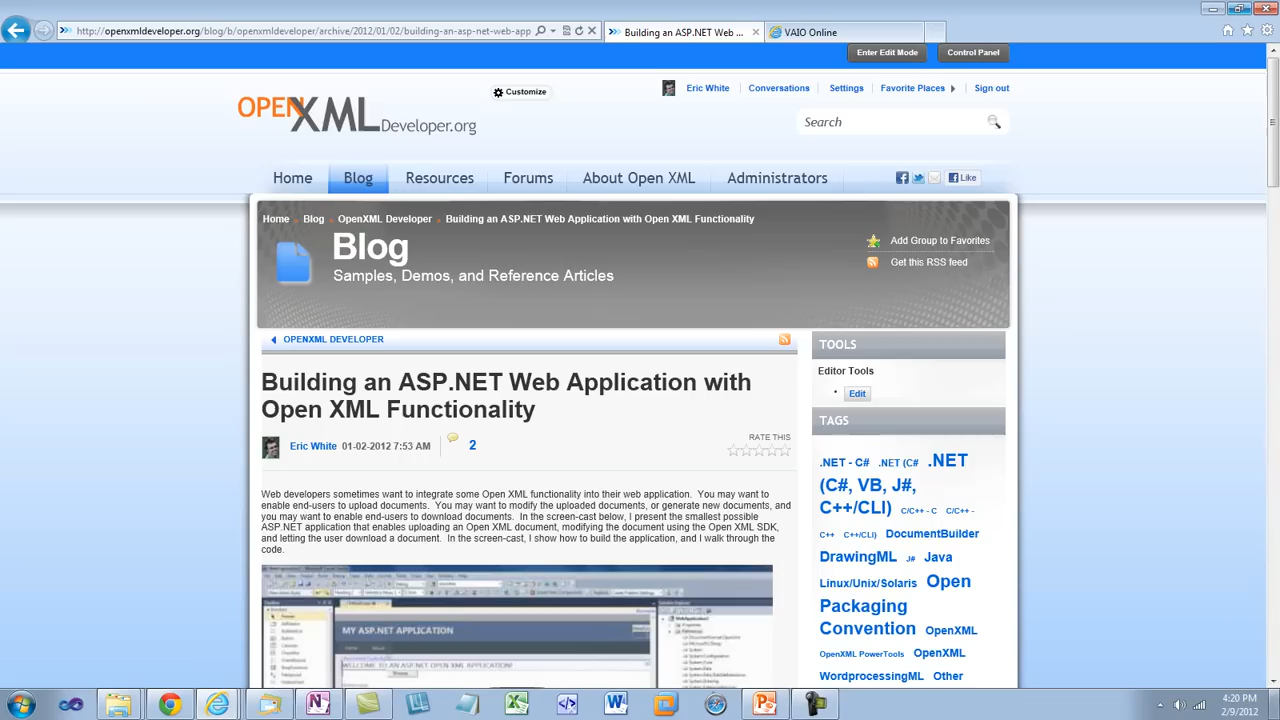 http://openxmldeveloper.org/blog/b/openxmldeveloper/archive/2012/01/02/building-an-asp-net-web-app
Building an ASP.NET Web ...
VAIO Online
Enter Edit Mode
Control Panel
OPENXMLDeveloper.org
Customize
Eric White
Conversations
Settings
Favorite Places
Sign out
Search
Home
Blog
Resources
Forums
About Open XML
Administrators
Like
Home
Blog
OpenXML Developer
Building an ASP.NET Web Application with Open XML Functionality
Blog
Samples, Demos, and Reference Articles
Add Group to Favorites
Get this RSS feed
OPENXML DEVELOPER
Building an ASP.NET Web Application with
Open XML Functionality
Eric White 01-02-2012 7:53 AM
2
RATE THIS
Web developers sometimes want to integrate some Open XML functionality into their web application. You may want to
enable end-users to upload documents. You may want to modify the uploaded documents, or generate new documents, and
you may want to enable end-users to download documents. In the screen-cast below, I present the smallest possible
ASP.NET application that enables uploading an Open XML document, modifying the document using the Open XML SDK,
and letting the user download a document. In the screen-cast, I show how to build the application, and I walk through the
code.
MY ASP.NET APPLICATION
WELCOME TO AN ASP.NET OPEN XML APPLICATION!
TOOLS
Editor Tools
Edit
TAGS
.NET - C# .NET (C# .NET
(C#, VB, J#,
C++/CLI) C/C++ - C C/C++ -
C++ C++/CLI) DocumentBuilder
DrawingML J# Java
Linux/Unix/Solaris Open
Packaging
Convention OpenXML
OpenXML PowerTools OpenXML
WordprocessingML Other
4:20 PM
2/9/2012